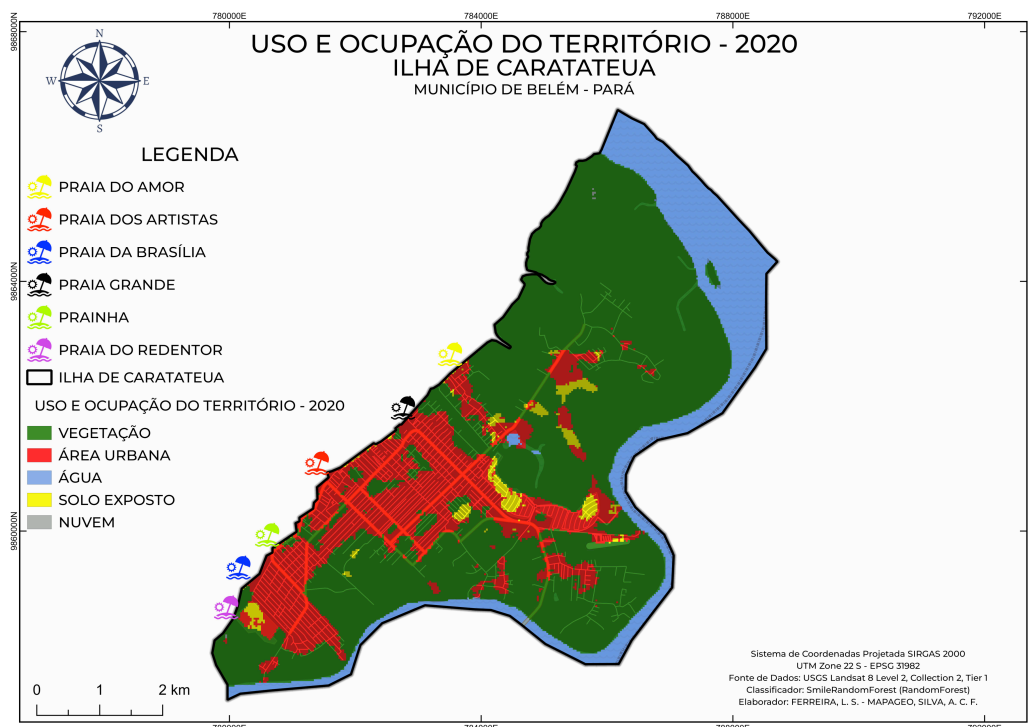 780000E 784000E 788000E 792000E
9868000N
USO E OCUPAÇÃO DO TERRITÓRIO - 2020
ILHA DE CARATATEUA
MUNICÍPIO DE BELÉM - PARÁ
N
W E
S
LEGENDA
PRAIA DO AMOR
PRAIA DOS ARTISTAS
PRAIA DA BRASÍLIA
9864000N
PRAIA GRANDE
PRAINHA
PRAIA DO REDENTOR
ILHA DE CARATATEUA
USO E OCUPAÇÃO DO TERRITÓRIO - 2020
VEGETAÇÃO
ÁREA URBANA
ÁGUA
SOLO EXPOSTO
NUVEM
9860000N
0 1 2 km
Sistema de Coordenadas Projetada SIRGAS 2000
UTM Zone 22 S - EPSG 31982
Fonte de Dados: USGS Landsat 8 Level 2, Collection 2, Tier 1
Classificador: SmileRandomForest (RandomForest)
Elaborador: FERREIRA, L. S. - MAPAGEO, SILVA, A. C. F.